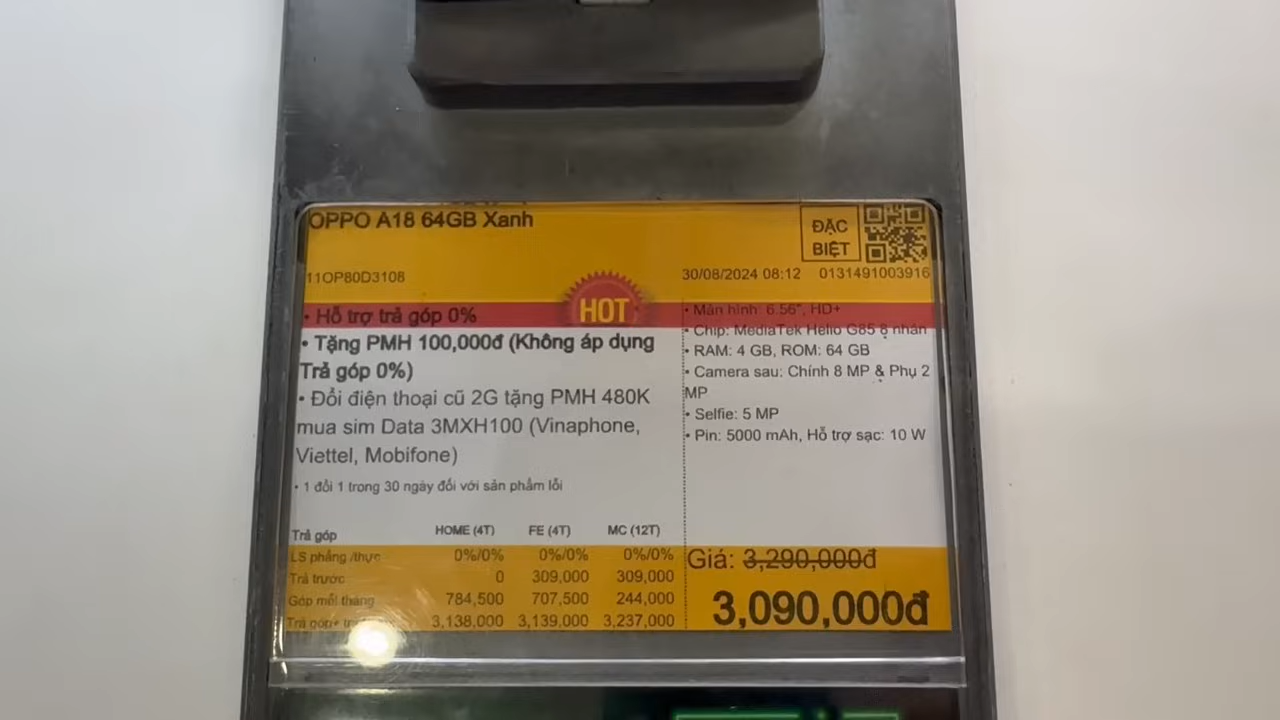 OPPO A18 64GB Xanh
ĐẶC
BIỆT
11OP80D3108
30/08/2024 08:12 0131491003916
HOT
• Hỗ trợ trả góp 0%
• Tặng PMH 100,000đ (Không áp dụng
Trả góp 0%)
• Đổi điện thoại cũ 2G tặng PMH 480K
mua sim Data 3MXH100 (Vinaphone,
Viettel, Mobifone)
• 1 đổi 1 trong 30 ngày đối với sản phẩm lỗi
• Màn hình: 6.56", HD+
• Chip: MediaTek Helio G85 8 nhân
• RAM: 4 GB, ROM: 64 GB
• Camera sau: Chính 8 MP & Phụ 2
MP
• Selfie: 5 MP
• Pin: 5000 mAh, Hỗ trợ sạc: 10 W
Trả góp HOME (4T) FE (4T) MC (12T)
LS phẳng /thực 0%/0% 0%/0% 0%/0%
Trả trước 0 309,000 309,000
Góp mỗi tháng 784,500 707,500 244,000
Trả góp+ 3,138,000 3,139,000 3,237,000
Giá: 3,290,000đ
3,090,000đ